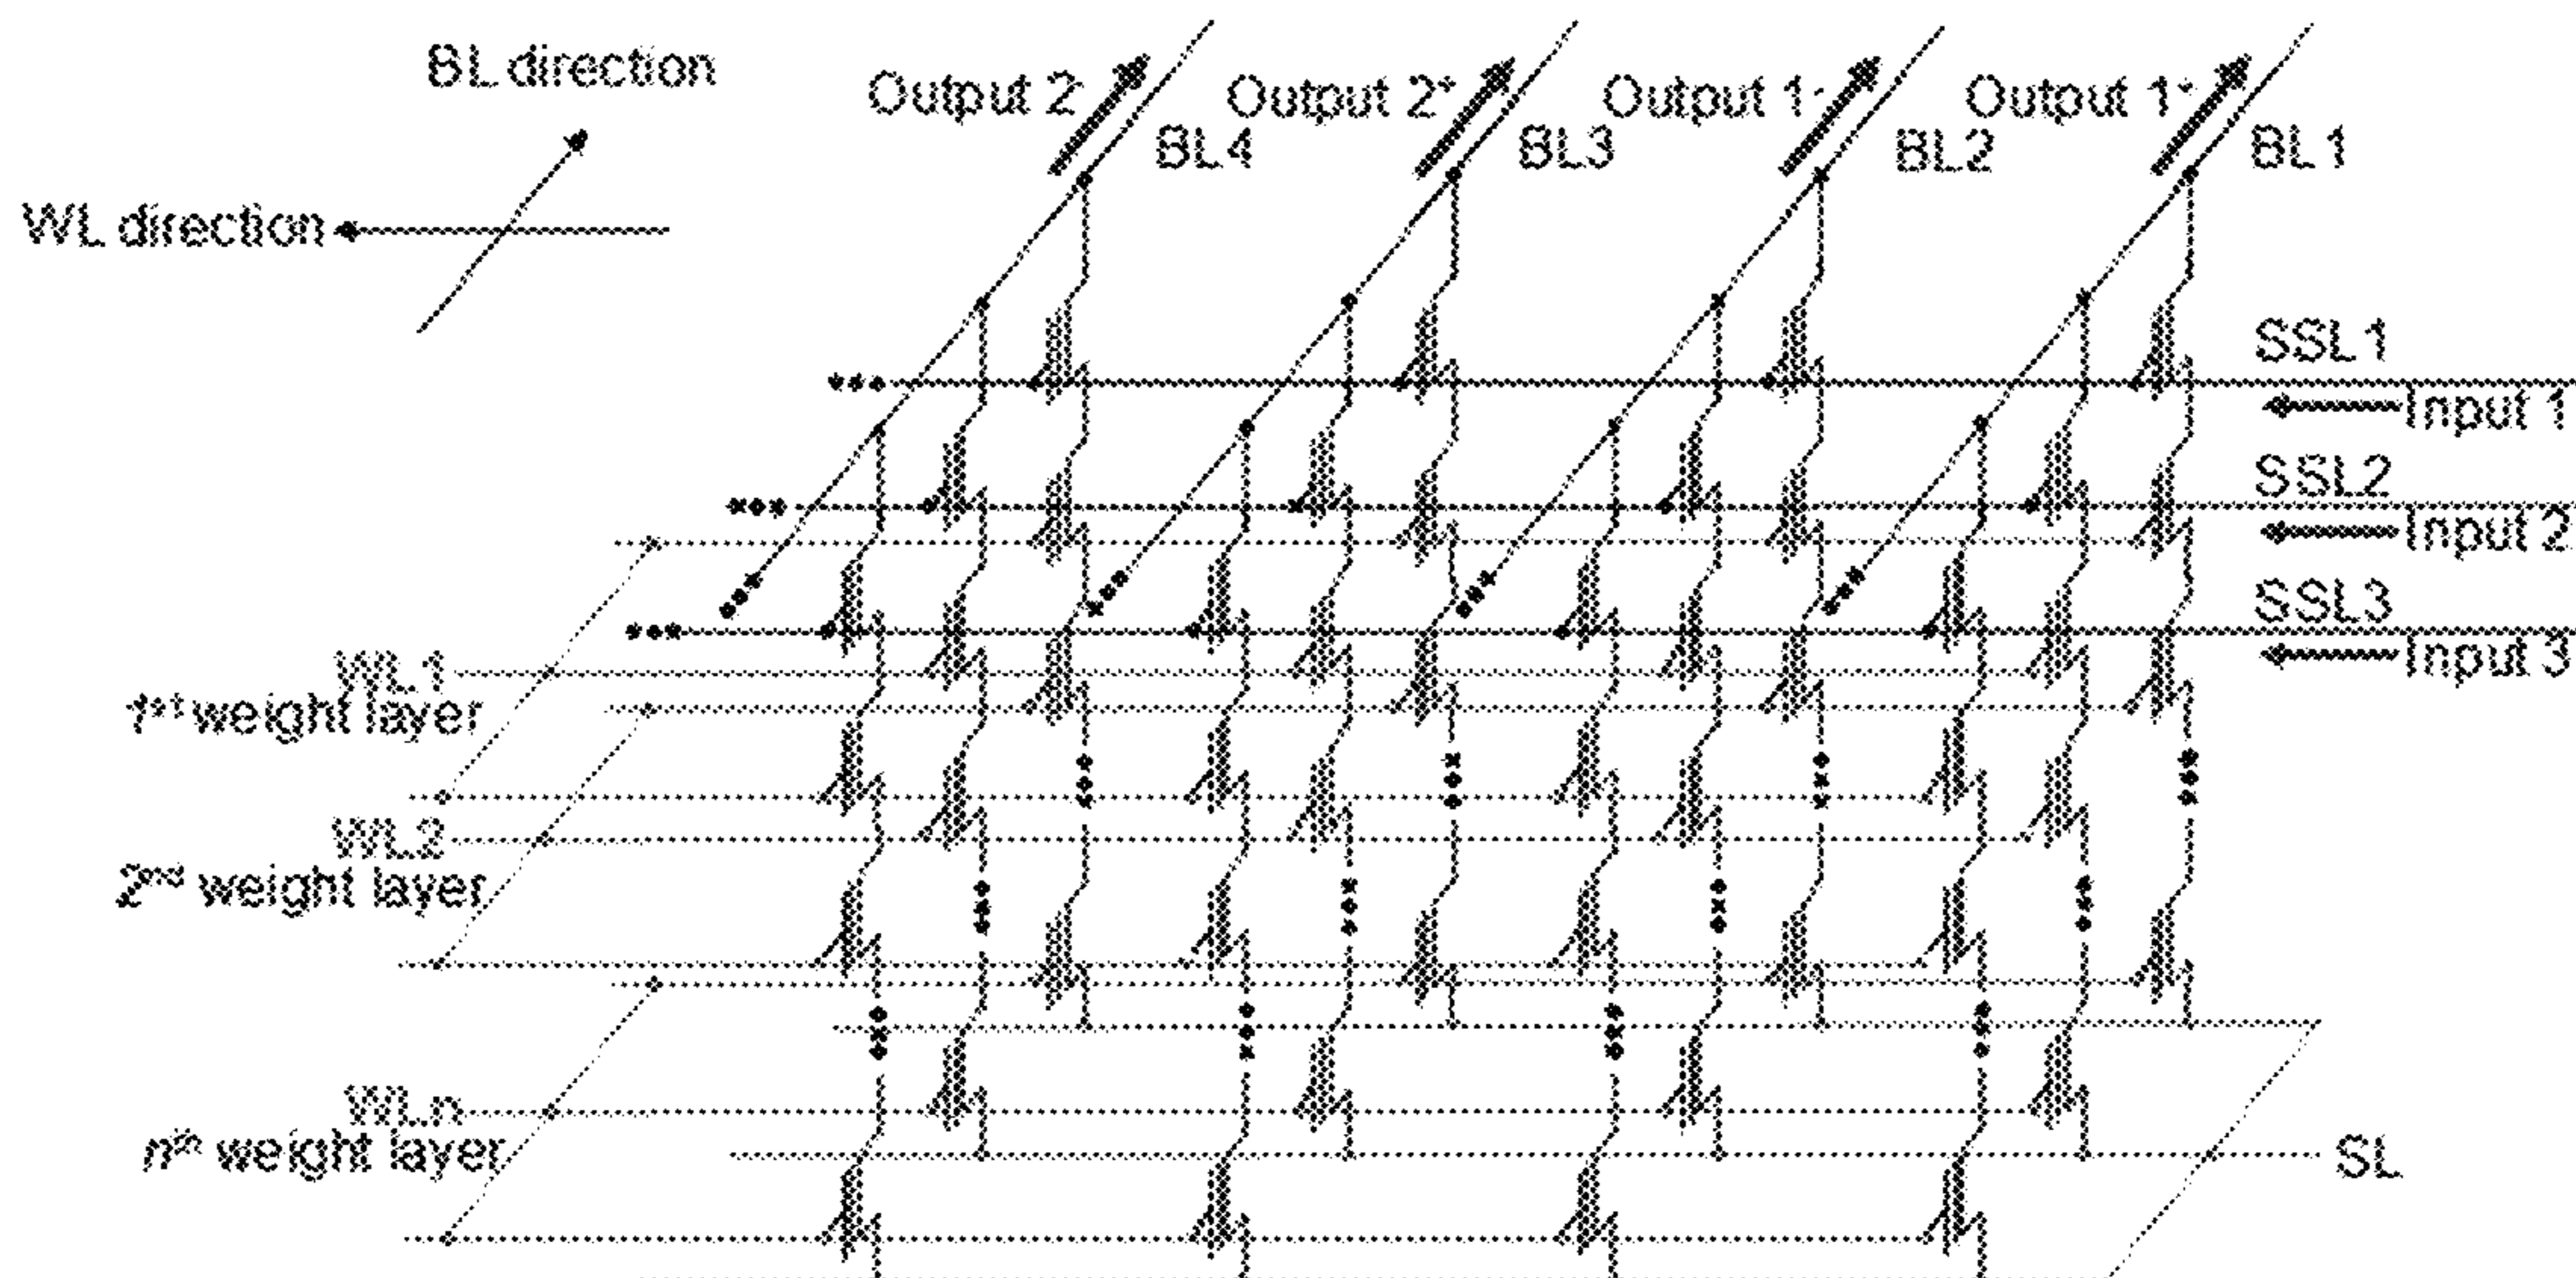 BL direction
WL direction
Output 2-
BL4
Output 2+
BL3
Output 1-
BL2
Output 1+
BL1
SSL1
Input 1
SSL2
Input 2
SSL3
Input 3
WL1
1st weight layer
WL2
2nd weight layer
WLn
nth weight layer
SL